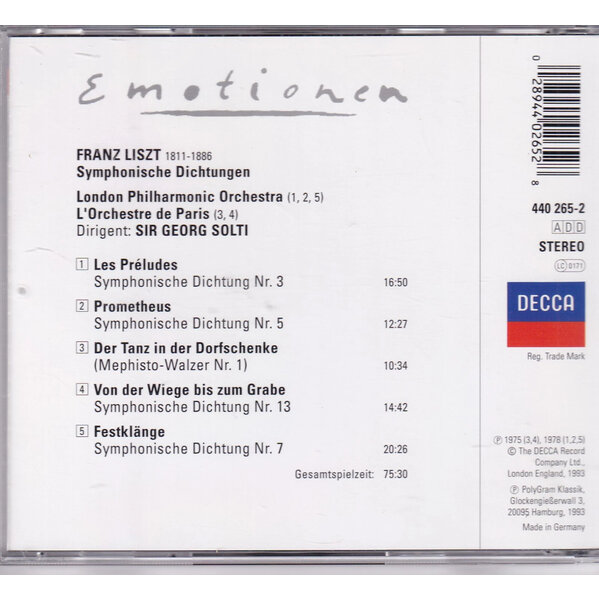 Emotionen
FRANZ LISZT 1811-1886
Symphonische Dichtungen
London Philharmonic Orchestra (1, 2, 5)
L'Orchestre de Paris (3, 4)
Dirigent: SIR GEORG SOLTI
1 Les Préludes
Symphonische Dichtung Nr. 3 16:50
2 Prometheus
Symphonische Dichtung Nr. 5 12:27
3 Der Tanz in der Dorfschenke
(Mephisto-Walzer Nr. 1) 10:34
4 Von der Wiege bis zum Grabe
Symphonische Dichtung Nr. 13 14:42
5 Festklänge
Symphonische Dichtung Nr. 7 20:26
Gesamtspielzeit: 75:30
0 28944 02652 8
440 265-2
ADD
STEREO
LC 0171
DECCA
Reg. Trade Mark
℗ 1975 (3,4), 1978 (1,2,5)
© The DECCA Record
Company Ltd.,
London England, 1993
℗ PolyGram Klassik,
Glockengießerwall 3,
20095 Hamburg, 1993
Made in Germany